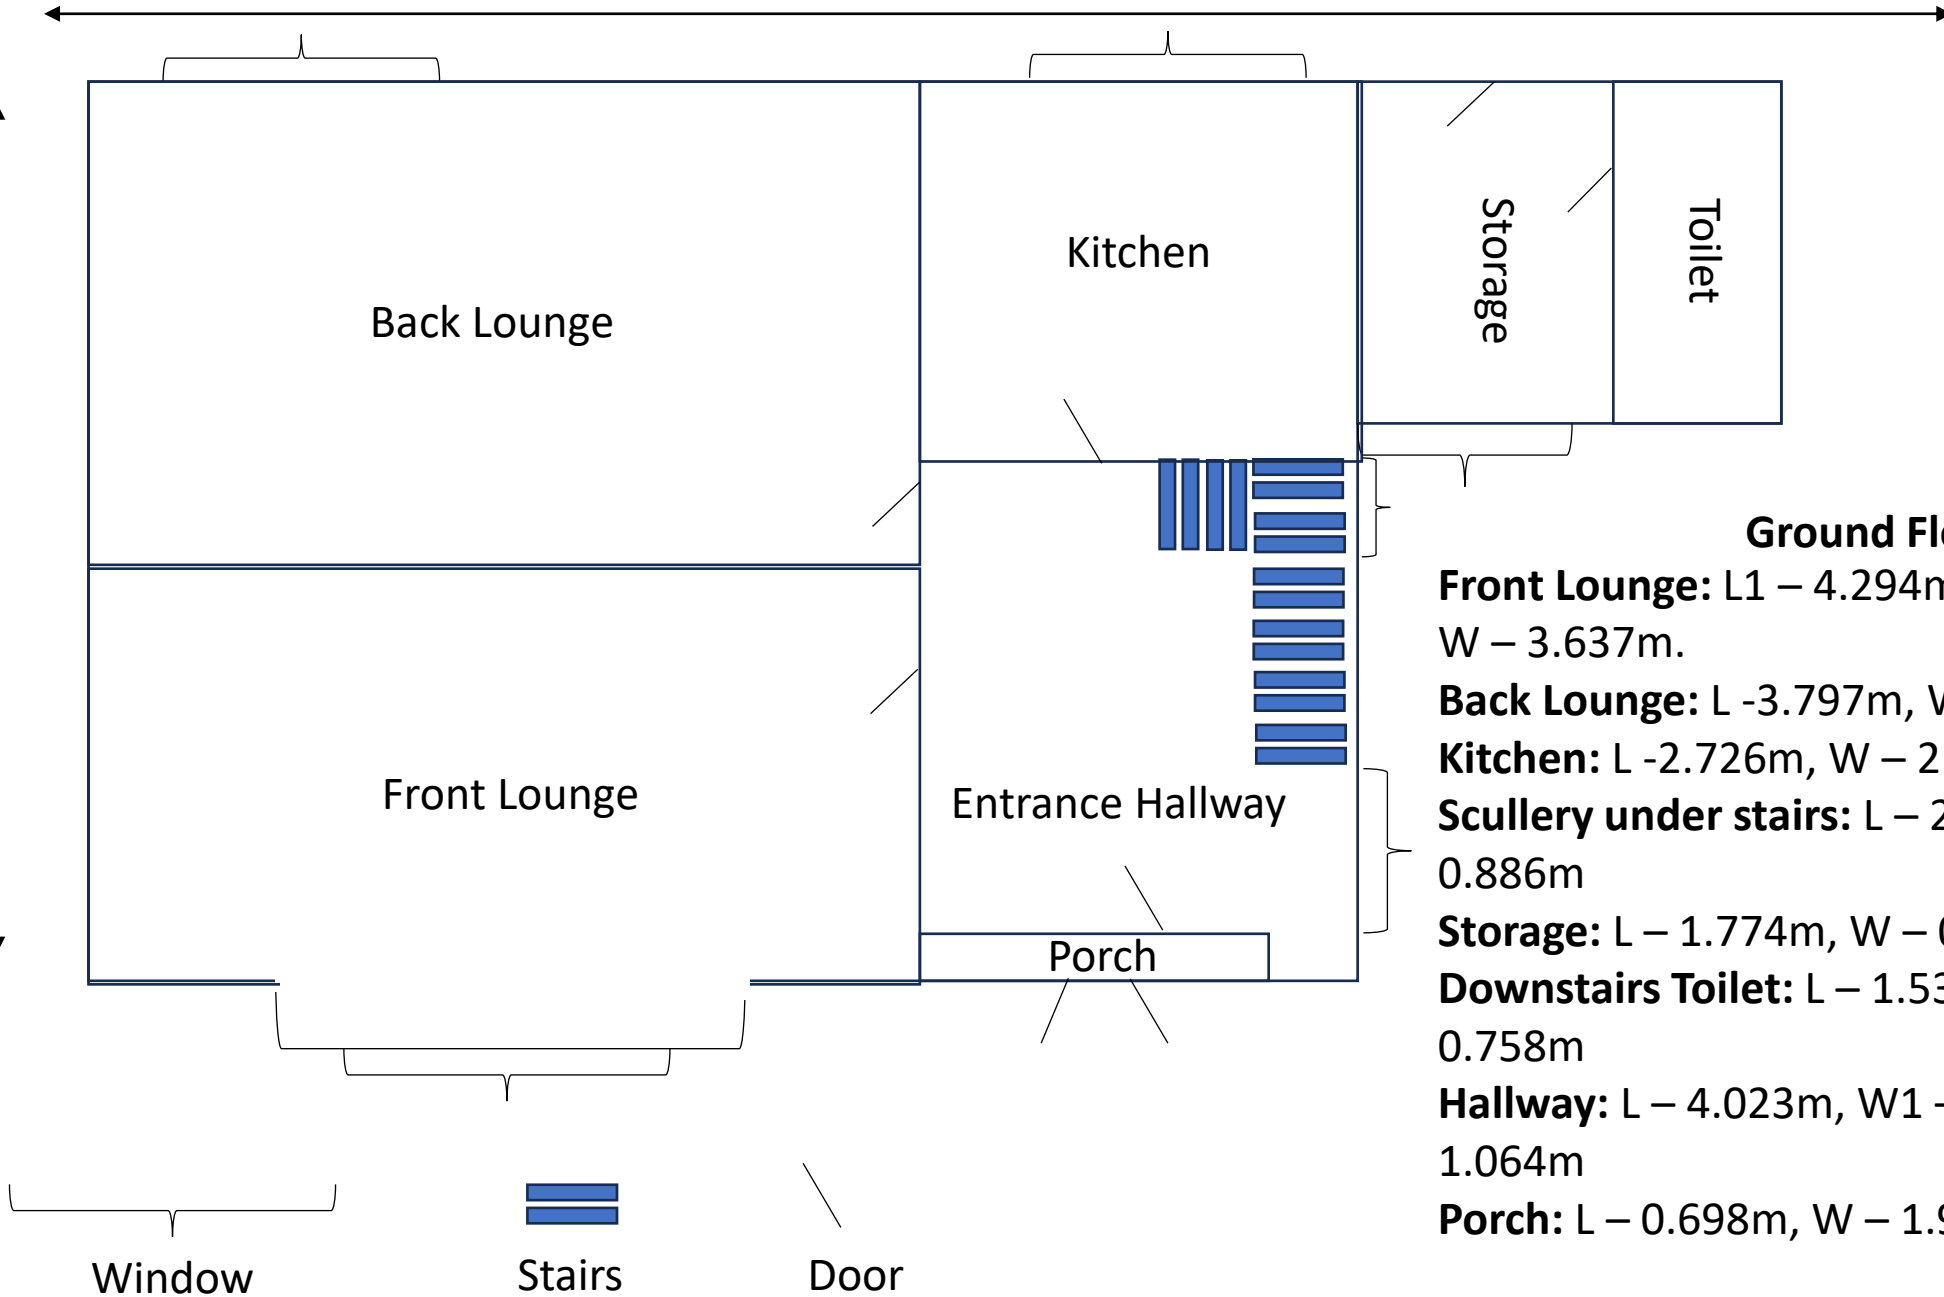 Kitchen
Storage
Toilet
Back Lounge
Ground
Front Lounge: L1 – 4.294m
W – 3.637m.
Back Lounge: L -3.797m,
Kitchen: L -2.726m, W – 2
Front Lounge
Entrance Hallway
Scullery under stairs: L – 2
0.886m
Porch
Storage: L – 1.774m, W –
Downstairs Toilet: L – 1.53
0.758m
Hallway: L – 4.023m, W1 -
1.064m
Porch: L – 0.698m, W – 1.9
Window
Stairs
Door